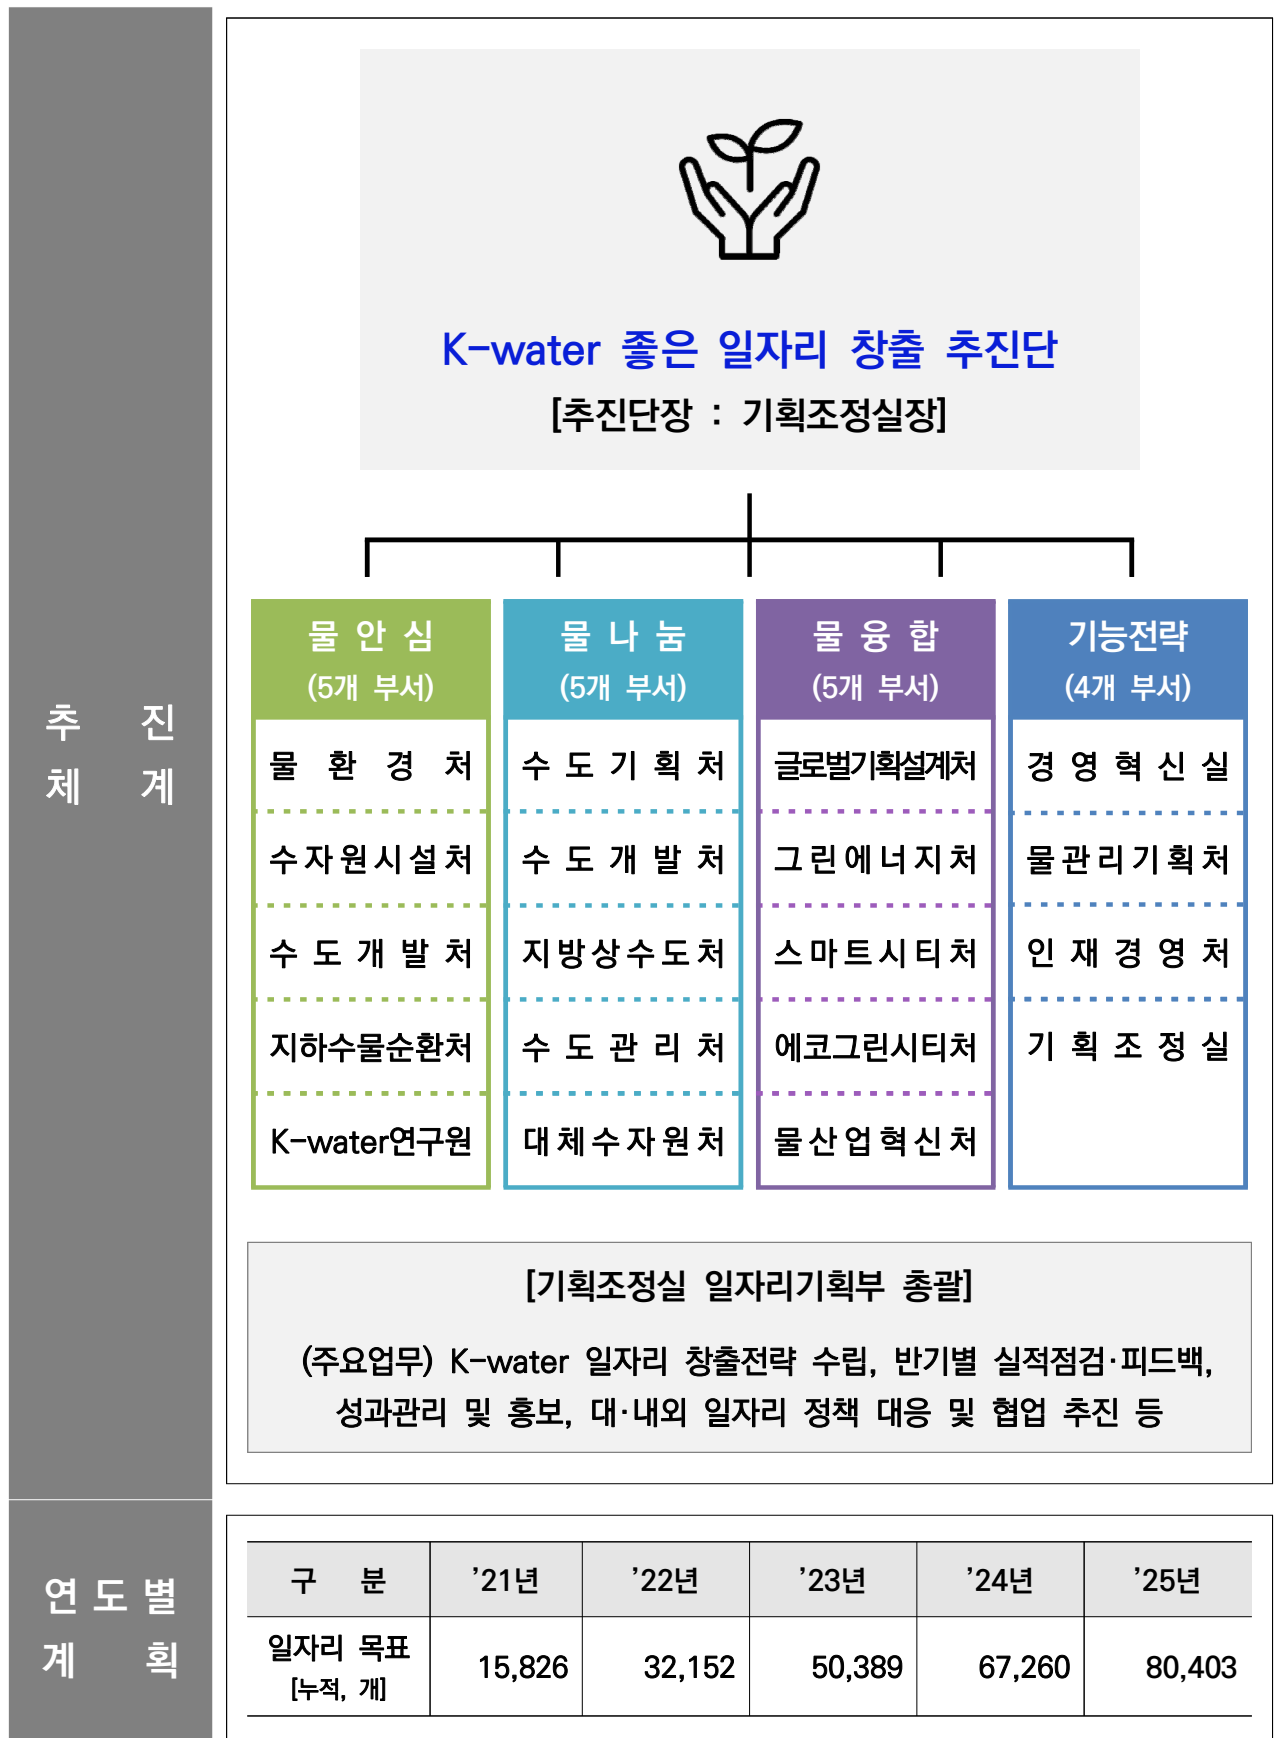 추 진
체 계
K-water 좋은 일자리 창출 추진단
[추진단장 : 기획조정실장]
물 안 심
(5개 부서)
물 환 경 처
수자원시설처
수 도 개 발 처
지하수물순환처
K-water연구원
물 나 눔
(5개 부서)
수 도 기 획 처
수 도 개 발 처
지방상수도처
수 도 관 리 처
대체수자원처
물 융 합
(5개 부서)
글로벌기획설계처
그린에너지처
스마트시티처
에코그린시티처
물산업혁신처
기능전략
(4개 부서)
경 영 혁 신 실
물관리기획처
인 재 경 영 처
기 획 조 정 실
[기획조정실 일자리기획부 총괄]
(주요업무) K-water 일자리 창출전략 수립, 반기별 실적점검·피드백,
성과관리 및 홍보, 대·내외 일자리 정책 대응 및 협업 추진 등
연 도 별
계 획
구 분 ’21년 ’22년 ’23년 ’24년 ’25년
일자리 목표
[누적, 개]
15,826 32,152 50,389 67,260 80,403